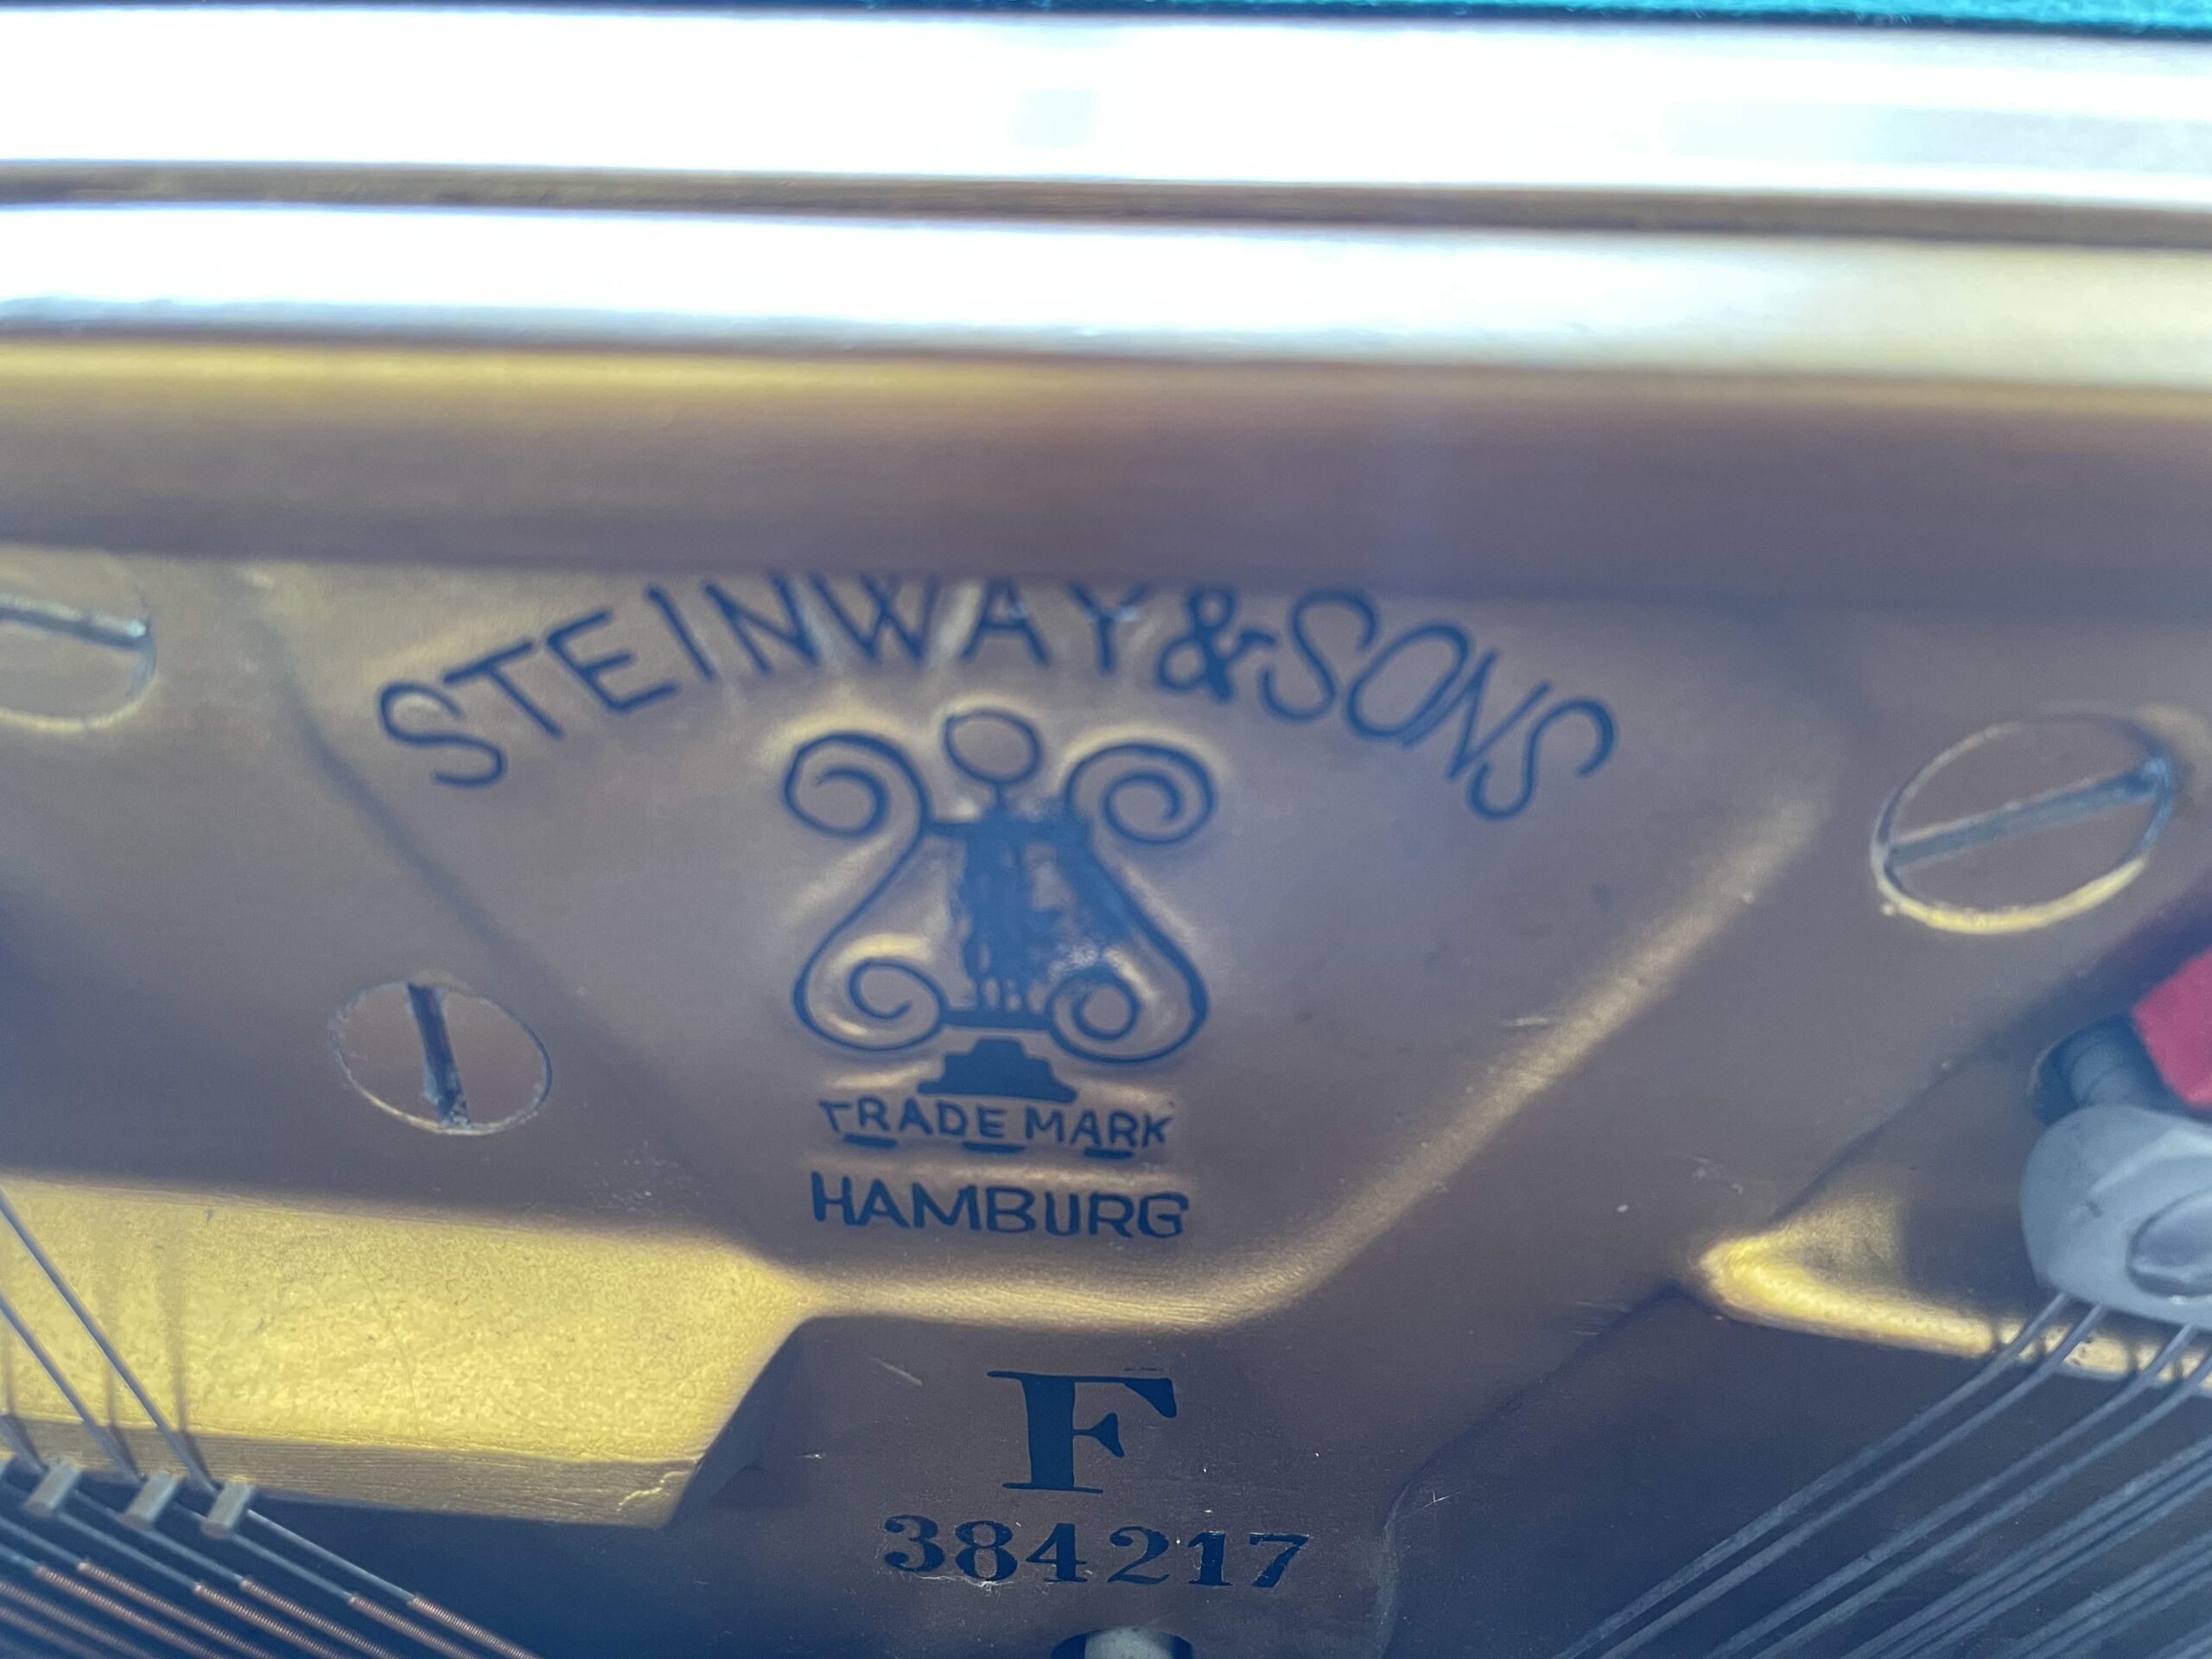 STEINWAY & SONS
TRADE MARK
HAMBURG
F
384217